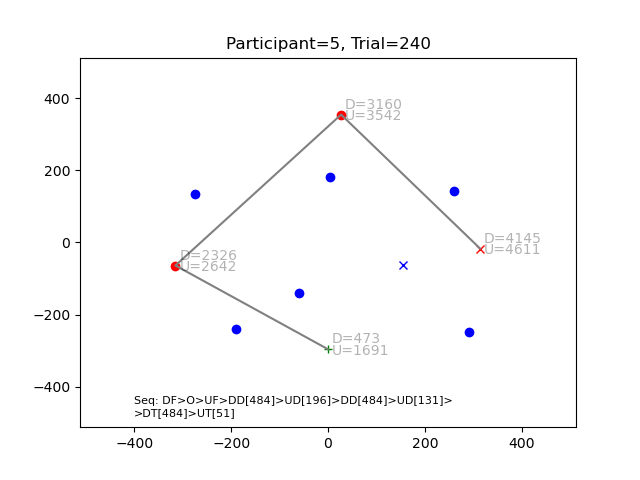 Participant=5, Trial=240
D=3160
U=3542
D=4145
U=4611
D=2326
U=2642
D=473
U=1691
Seq: DF>O>UF>DD[484]>UD[196]>DD[484]>UD[131]>
>DT[484]>UT[51]
400
200
0
−200
−400
−400 −200 0 200 400